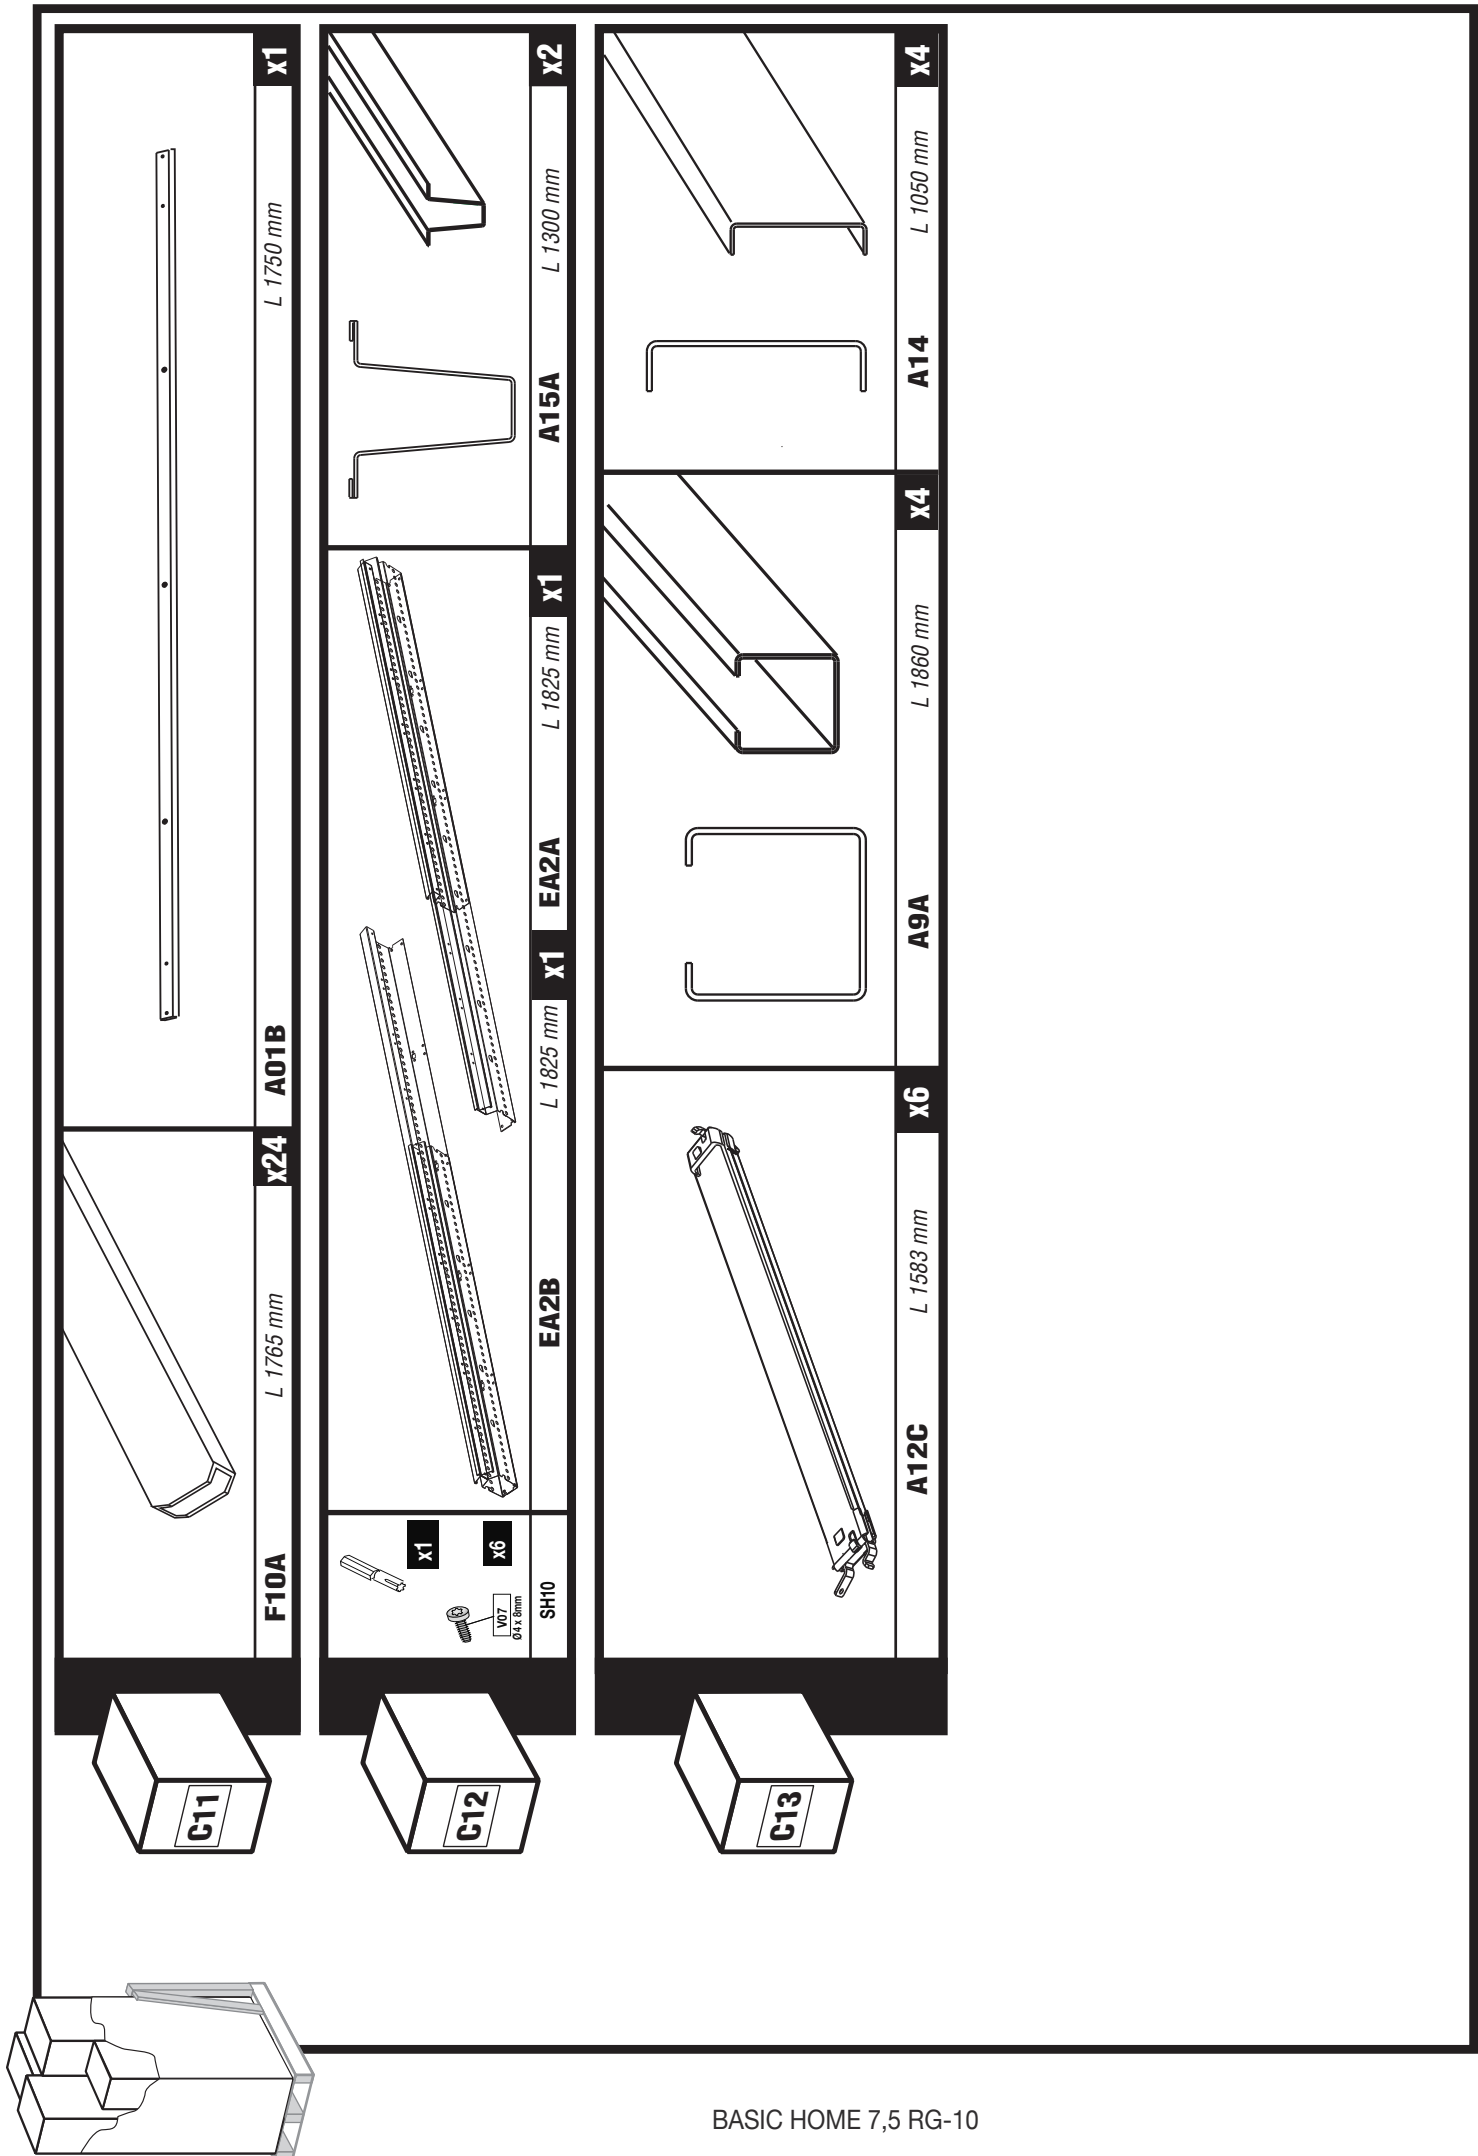 C11
F10A
L 1765 mm
x24
A01B
L 1750 mm
x1
C12
x1
x6
V07
Ø4 x 8mm
SH10
EA2B
L 1825 mm
x1
EA2A
L 1825 mm
x1
A15A
L 1300 mm
x2
C13
A12C
L 1583 mm
x6
A9A
L 1860 mm
x4
A14
L 1050 mm
x4
BASIC HOME 7,5 RG-10